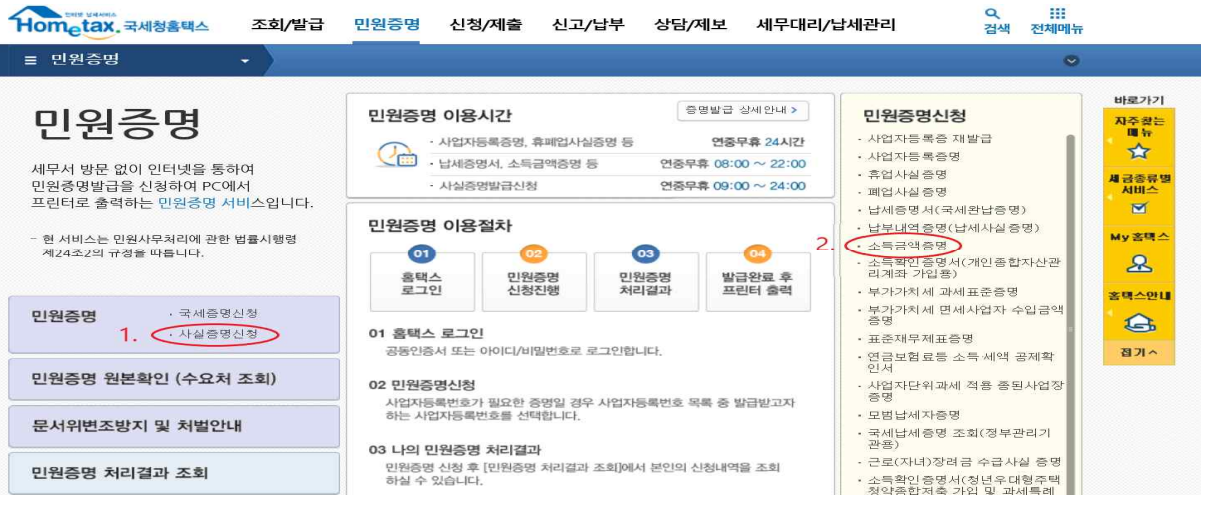 인터넷 납세서비스
Hometax. 국세청홈택스
조회/발급 민원증명 신청/제출 신고/납부 상담/제보 세무대리/납세관리
검색 전체메뉴
≡ 민원증명
민원증명
세무서 방문 없이 인터넷을 통하여
민원증명발급을 신청하여 PC에서
프린터로 출력하는 민원증명 서비스입니다.
- 현 서비스는 민원사무처리에 관한 법률시행령
제24조2의 규정을 따릅니다.
민원증명
· 국세증명신청
1. · 사실증명신청
민원증명 원본확인 (수요처 조회)
문서위변조방지 및 처벌안내
민원증명 처리결과 조회
민원증명 이용시간
증명발급 상세안내 >
· 사업자등록증명, 휴폐업사실증명 등 연중무휴 24시간
· 납세증명서, 소득금액증명 등 연중무휴 08:00 ~ 22:00
· 사실증명발급신청 연중무휴 09:00 ~ 24:00
민원증명 이용절차
01 02 03 04
홈택스 민원증명 민원증명 발급완료 후
로그인 신청진행 처리결과 프린터 출력
01 홈택스 로그인
공동인증서 또는 아이디/비밀번호로 로그인합니다.
02 민원증명신청
사업자등록번호가 필요한 증명일 경우 사업자등록번호 목록 중 발급받고자
하는 사업자등록번호를 선택합니다.
03 나의 민원증명 처리결과
민원증명 신청 후 [민원증명 처리결과 조회]에서 본인의 신청내역을 조회
하실 수 있습니다.
민원증명신청
· 사업자등록증 재발급
· 사업자등록증명
· 휴업사실증명
· 폐업사실증명
· 납세증명서(국세완납증명)
· 납부내역증명(납세사실증명)
2. · 소득금액증명
· 소득확인증명서(개인종합자산관
리계좌 가입용)
· 부가가치세 과세표준증명
· 부가가치세 면세사업자 수입금액
증명
· 표준재무제표증명
· 연금보험료등 소득·세액 공제확
인서
· 사업자단위과세 적용 종된사업장
증명
· 모범납세자증명
· 국세납세증명 조회(정부관리기
관용)
· 근로(자녀)장려금 수급사실 증명
· 소득확인증명서(청년우대형주택
청약종합저축 가입 및 과세특례
바로가기
자주찾는
메뉴
세금종류별
서비스
My홈택스
홈택스안내
접기 ^